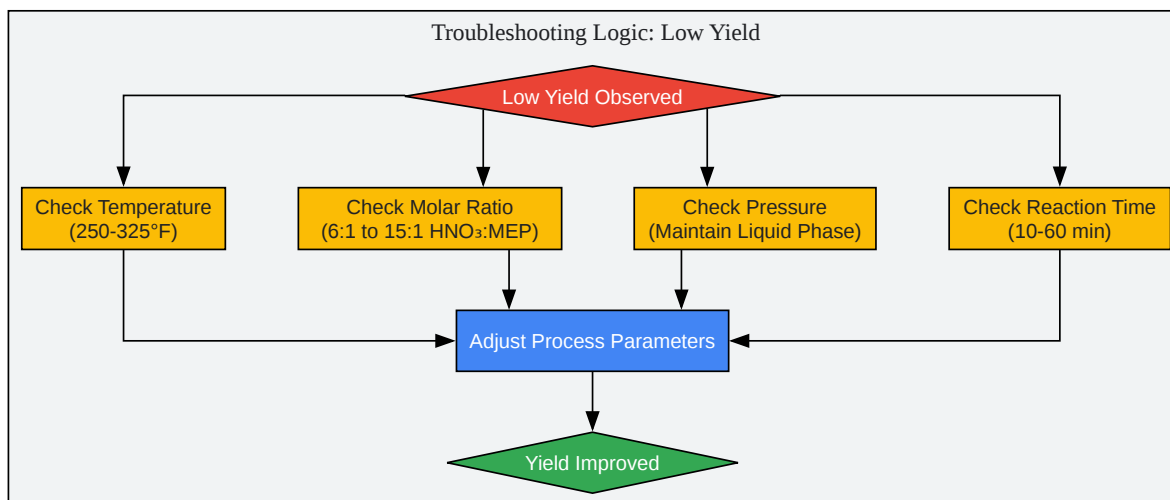 Troubleshooting Logic: Low Yield
Low Yield Observed
Check Temperature
(250-325°F)
Check Molar Ratio
(6:1 to 15:1 HNO₃:MEP)
Check Pressure
(Maintain Liquid Phase)
Check Reaction Time
(10-60 min)
Adjust Process Parameters
Yield Improved